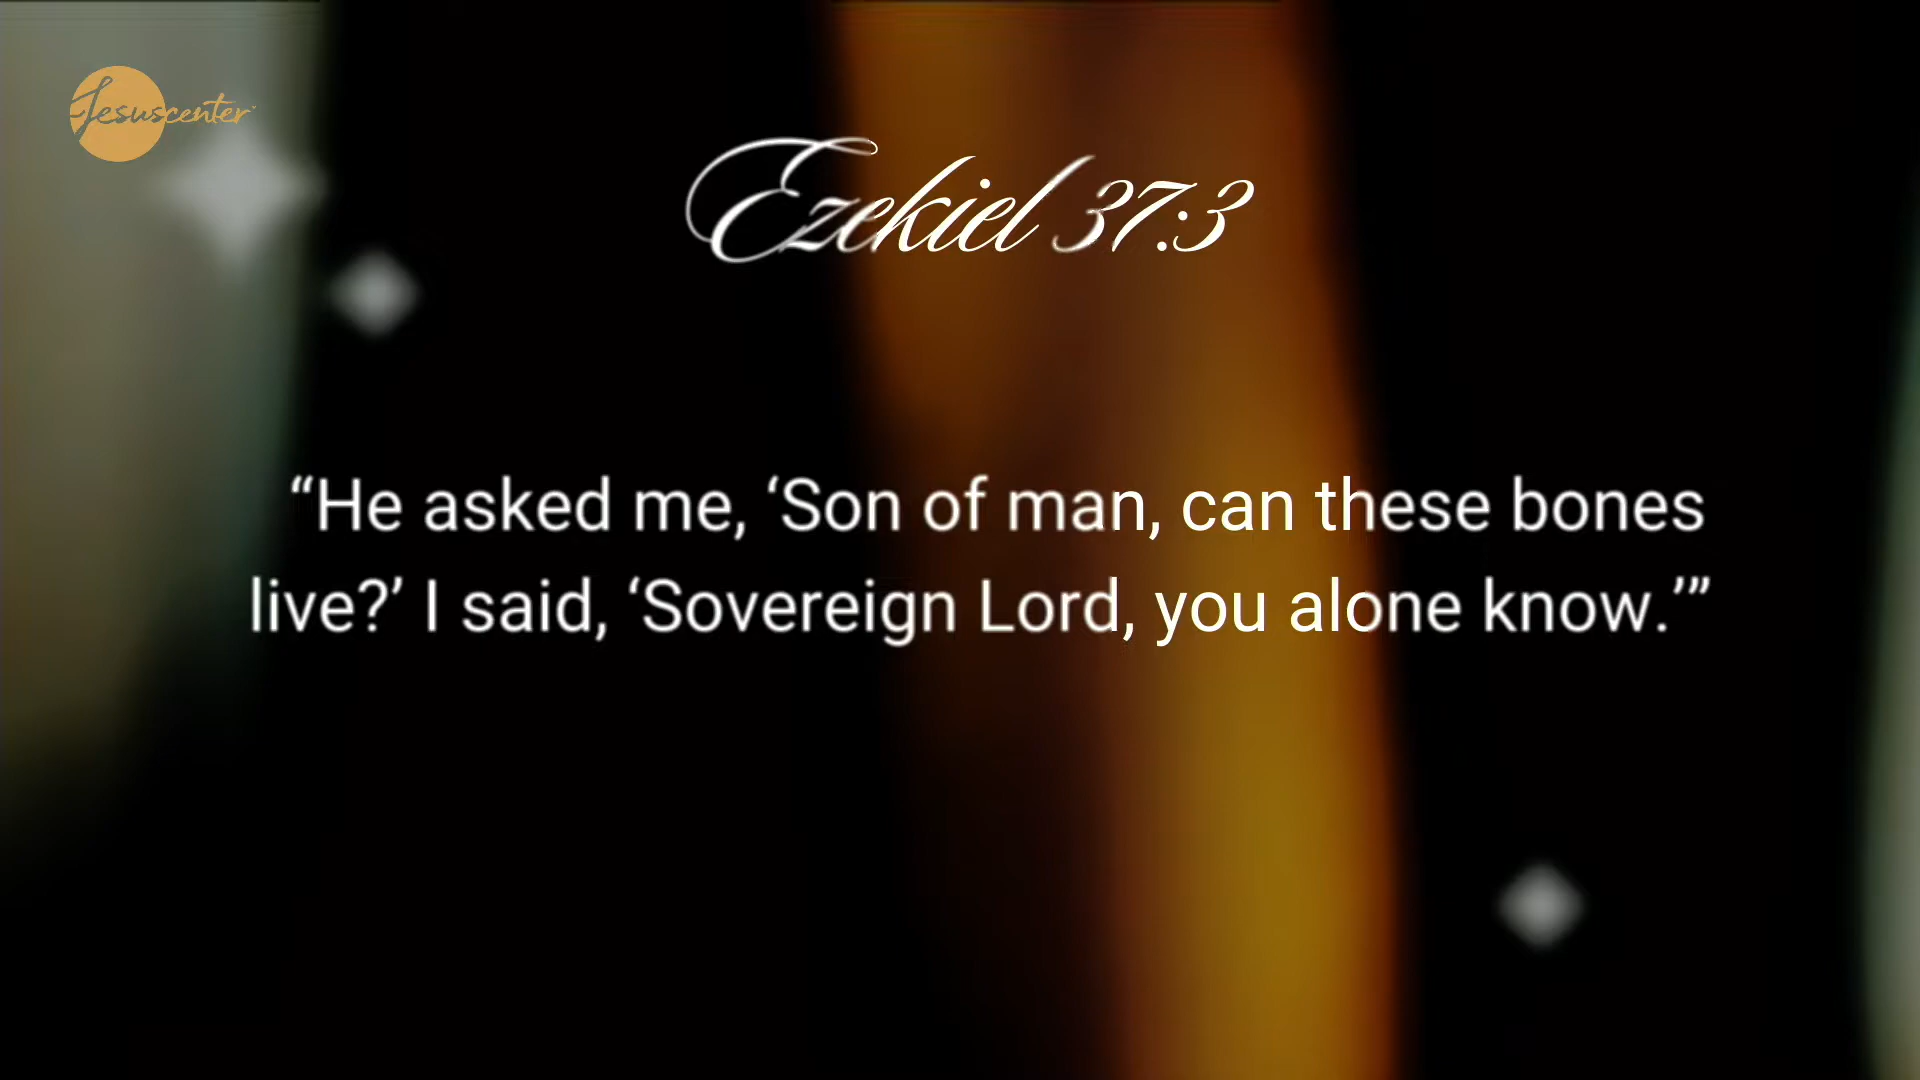 Jesuscenter
Ezekiel 37:3
“He asked me, ‘Son of man, can these bones
live?’ I said, ‘Sovereign Lord, you alone know.’”